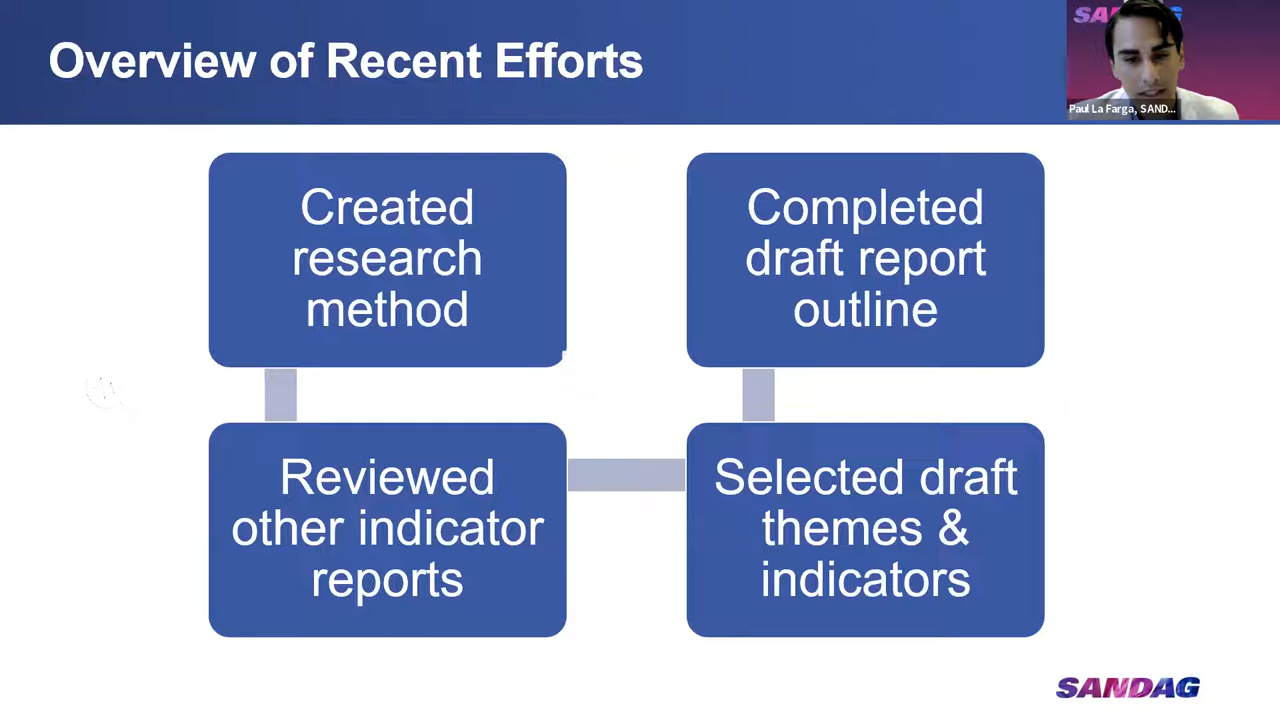 Overview of Recent Efforts
Paul La Farga, SAND...
Created
research
method
Completed
draft report
outline
Reviewed
other indicator
reports
Selected draft
themes &
indicators
SANDAG